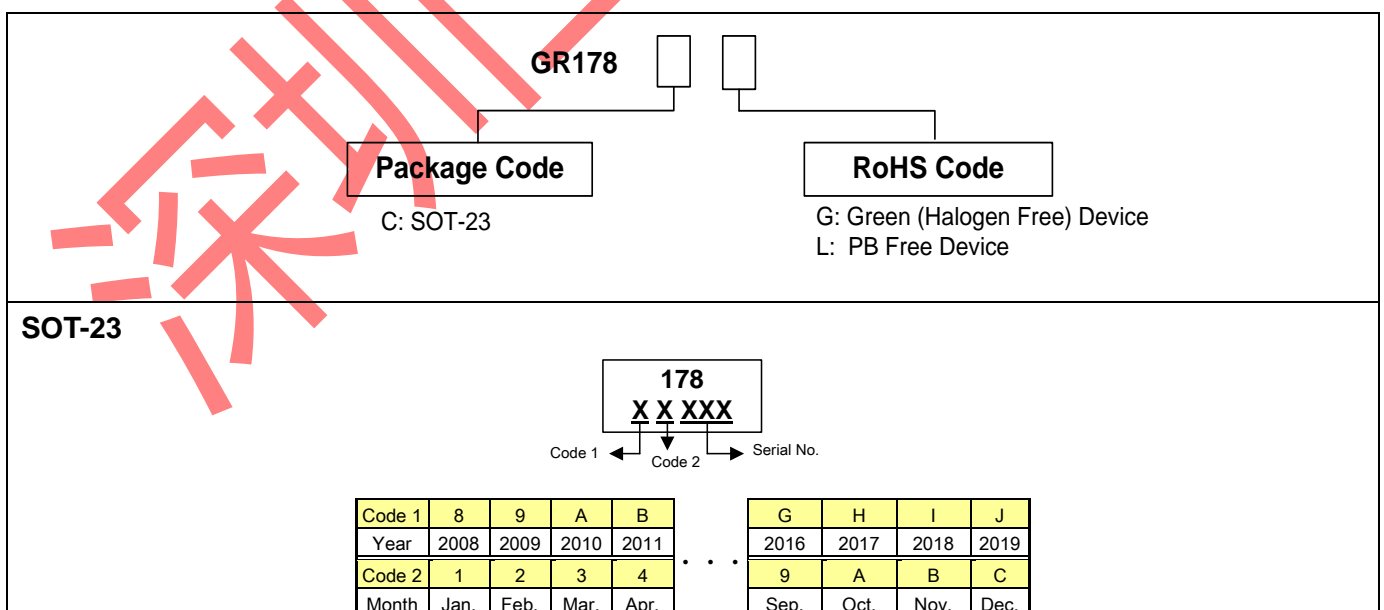 GR178
Package Code
RoHS Code
C: SOT-23
G: Green (Halogen Free) Device
L: PB Free Device
SOT-23
178
X X XXX
Code 1
Code 2
Serial No.
Code 1 8 9 A B G H I J
Year 2008 2009 2010 2011 . . . 2016 2017 2018 2019
Code 2 1 2 3 4 9 A B C
Month Jan. Feb. Mar. Apr. Sep. Oct. Nov. Dec.
深圳